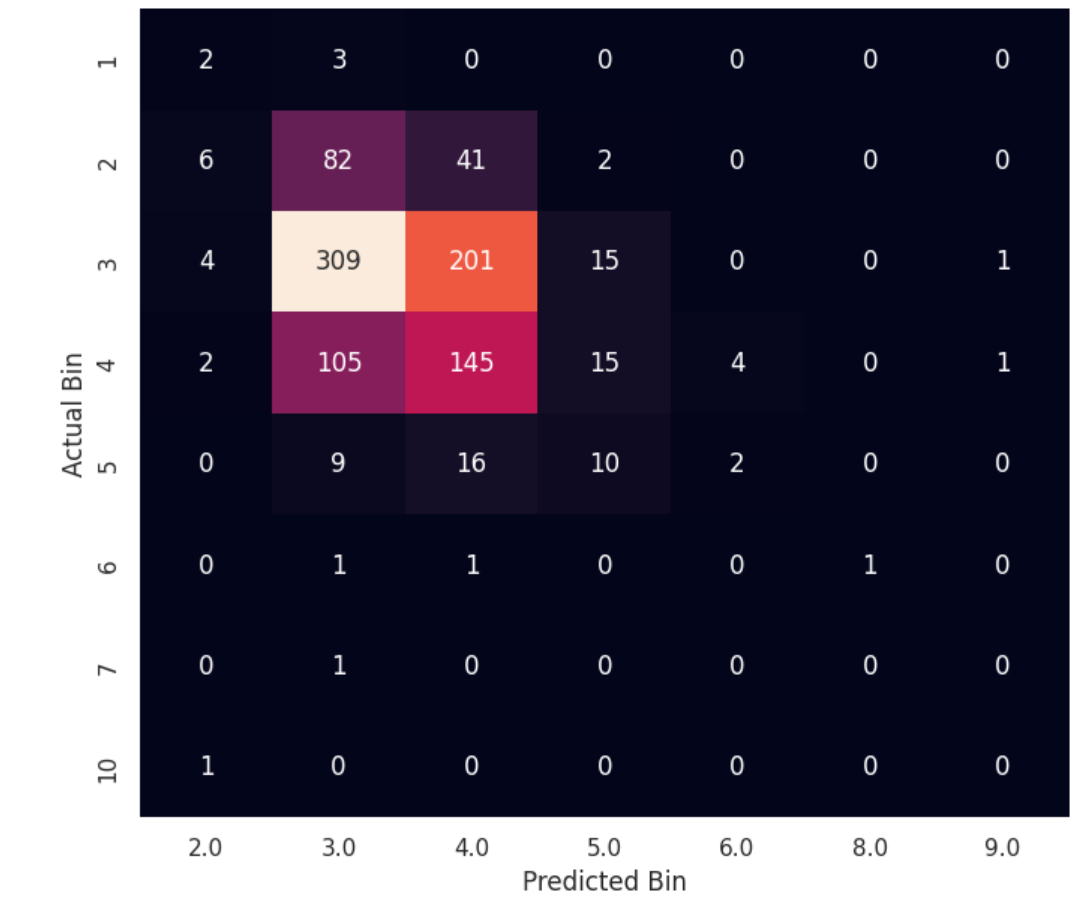 1 2 3 0 0 0 0 0
2 6 82 41 2 0 0 0
3 4 309 201 15 0 0 1
4 2 105 145 15 4 0 1
5 0 9 16 10 2 0 0
6 0 1 1 0 0 1 0
7 0 1 0 0 0 0 0
10 1 0 0 0 0 0 0
Actual Bin
2.0 3.0 4.0 5.0 6.0 8.0 9.0
Predicted Bin